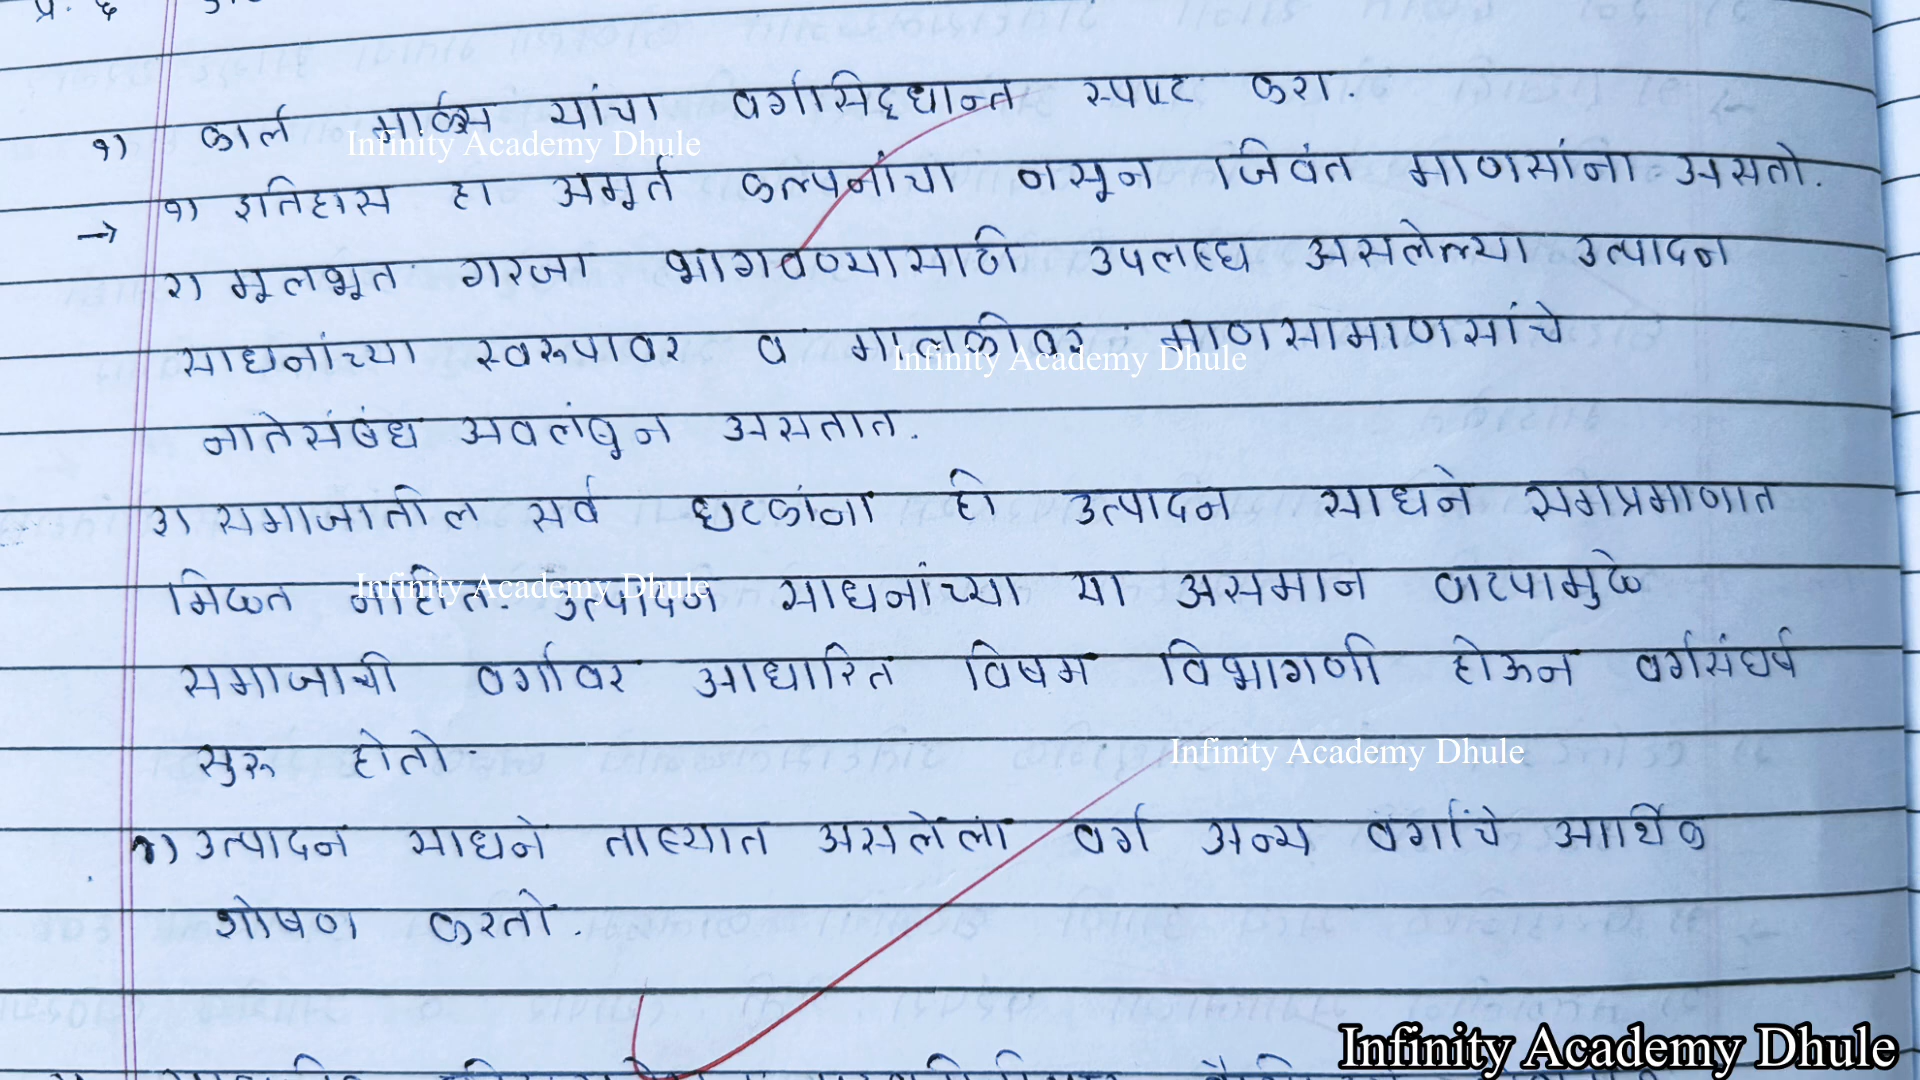 प्र. ६
१) कार्ल मार्क्स यांचा वर्गसिद्धान्त स्पष्ट करा.
Infinity Academy Dhule
→ १) इतिहास हा अमूर्त कल्पनांचा नसून जिवंत माणसांना असतो.
२) मूलभूत गरजा भागवण्यासाठी उपलब्ध असलेल्या उत्पादन
साधनांच्या स्वरूपावर व मालकीवर माणसामाणसांचे
Infinity Academy Dhule
नातेसंबंध अवलंबून असतात.
३) समाजातील सर्व घटकांना ही उत्पादन साधने समप्रमाणात
मिळत नाहीत. उत्पादन साधनांच्या या असमान वाटपामुळे
Infinity Academy Dhule
समाजाची वर्गावर आधारित विषम विभागणी होऊन वर्गसंघर्ष
सुरू होतो.
Infinity Academy Dhule
४) उत्पादन साधने ताब्यात असलेला वर्ग अन्य वर्गाचे आर्थिक
शोषण करतो.
Infinity Academy Dhule